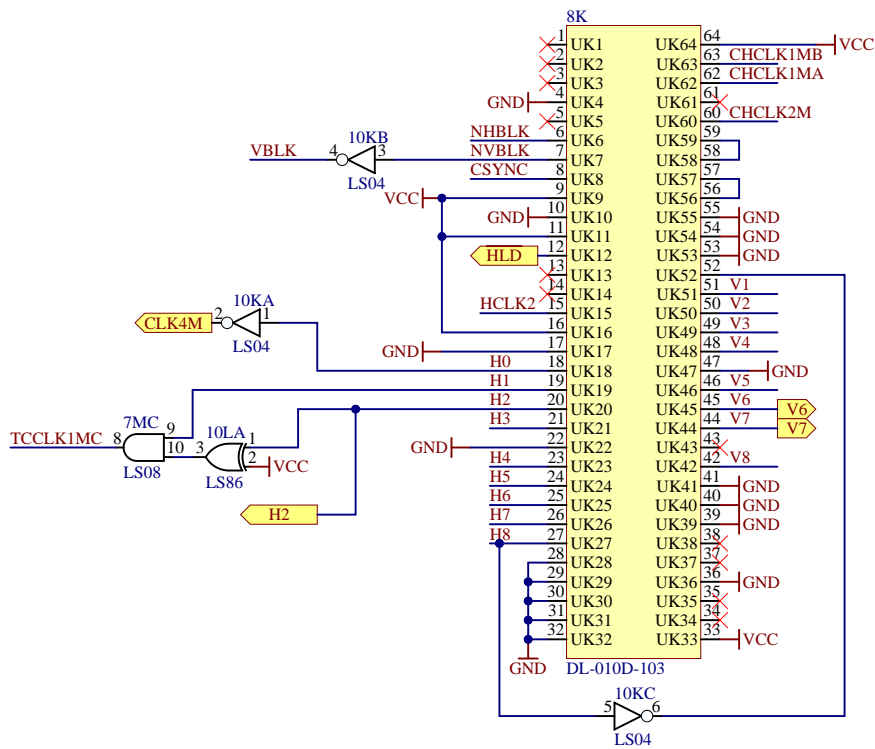 8K
1 UK1 UK64 64 VCC
2 UK2 UK63 63 CHCLK1MB
3 UK3 UK62 62 CHCLK1MA
GND 4 UK4 UK61 61
5 UK5 UK60 60 CHCLK2M
NHBLK 6 UK6 UK59 59
VBLK 4 10KB 3 LS04 NVBLK 7 UK7 UK58 58
CSYNC 8 UK8 UK57 57
VCC 9 UK9 UK56 56
GND 10 UK10 UK55 55 GND
11 UK11 UK54 54 GND
HLD 12 UK12 UK53 53 GND
13 UK13 UK52 52
14 UK14 UK51 51 V1
HCLK2 15 UK15 UK50 50 V2
CLK4M 2 10KA 1 LS04 16 UK16 UK49 49 V3
GND 17 UK17 UK48 48 V4
H0 18 UK18 UK47 47 GND
H1 19 UK19 UK46 46 V5
H2 20 UK20 UK45 45 V6 V6
H3 21 UK21 UK44 44 V7 V7
GND 22 UK22 UK43 43
H4 23 UK23 UK42 42 V8
H5 24 UK24 UK41 41 GND
H6 25 UK25 UK40 40 GND
H7 26 UK26 UK39 39 GND
H8 27 UK27 UK38 38
28 UK28 UK37 37
29 UK29 UK36 36 GND
30 UK30 UK35 35
31 UK31 UK34 34
32 UK32 UK33 33 VCC
GND
DL-010D-103
TCCLK1MC 8 7MC 9 10 LS08
3 10LA 1 2 VCC LS86
H2
5 10KC 6 LS04